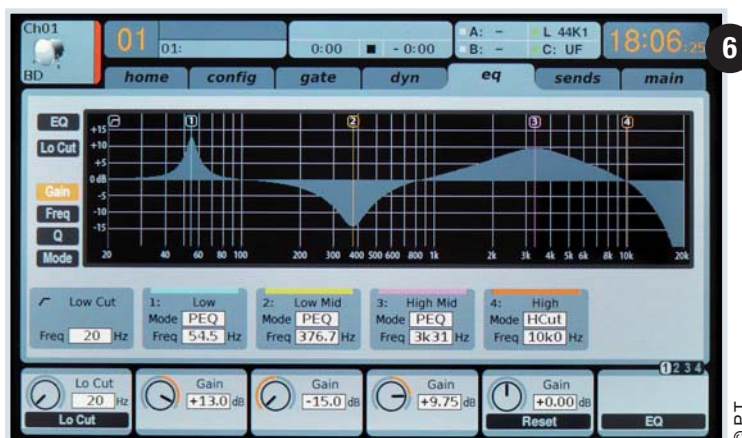 Ch01
BD
01 01:
0:00 ■ - 0:00
A: –
B: –
L 44K1
C: UF
18:06:25
6
home config gate dyn eq sends main
EQ
Lo Cut
Gain
Freq
Q
Mode
1 2 3 4
+15
+10
+5
0 dB
-5
-10
-15
20 40 60 80 100 200 300 400 500 600 800 1k 2k 3k 4k 5k 6k 8k 10k 20k
Low Cut
Freq 20 Hz
1: Low
Mode PEQ
Freq 54.5 Hz
2: Low Mid
Mode PEQ
Freq 376.7 Hz
3: High Mid
Mode PEQ
Freq 3k31 Hz
4: High
Mode HCut
Freq 10k0 Hz
1 2 3 4
Lo Cut
20 Hz
Lo Cut
Gain
+13.0 dB
Gain
-15.0 dB
Gain
+9.75 dB
Gain
+0.00 dB
Reset
EQ
© PT